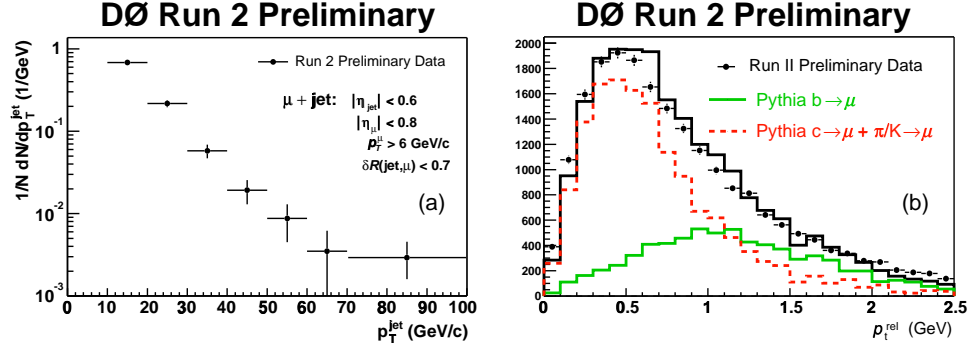 DØ Run 2 Preliminary
1/N dN/dp_T^jet (1/GeV)
1
10^-1
10^-2
10^-3
Run 2 Preliminary Data
μ + jet: |η_jet| < 0.6
|η_μ| < 0.8
p_T^μ > 6 GeV/c
δR(jet,μ) < 0.7
(a)
0 10 20 30 40 50 60 70 80 90 100
p_T^jet (GeV/c)
DØ Run 2 Preliminary
2000
1800
1600
1400
1200
1000
800
600
400
200
0
Run II Preliminary Data
Pythia b→μ
Pythia c→μ + π/K→μ
(b)
0 0.5 1 1.5 2 2.5
p_t^rel (GeV)